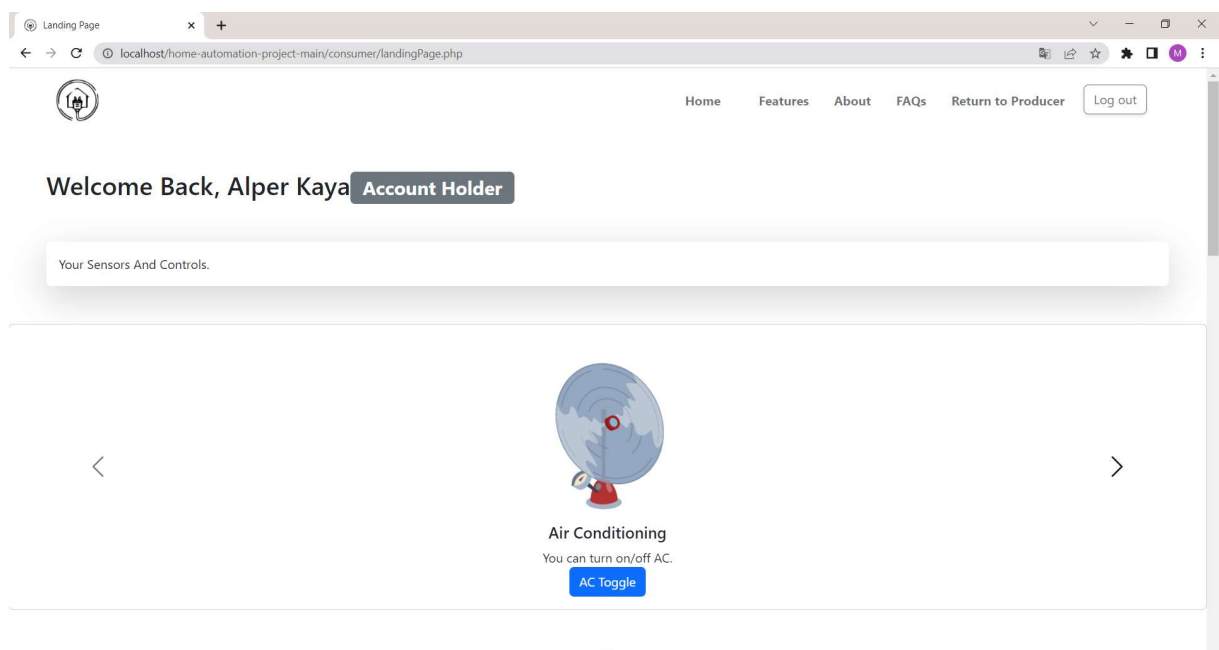 Landing Page
localhost/home-automation-project-main/consumer/landingPage.php
M
Home Features About FAQs Return to Producer Log out
Welcome Back, Alper Kaya Account Holder
Your Sensors And Controls.
Air Conditioning
You can turn on/off AC.
AC Toggle